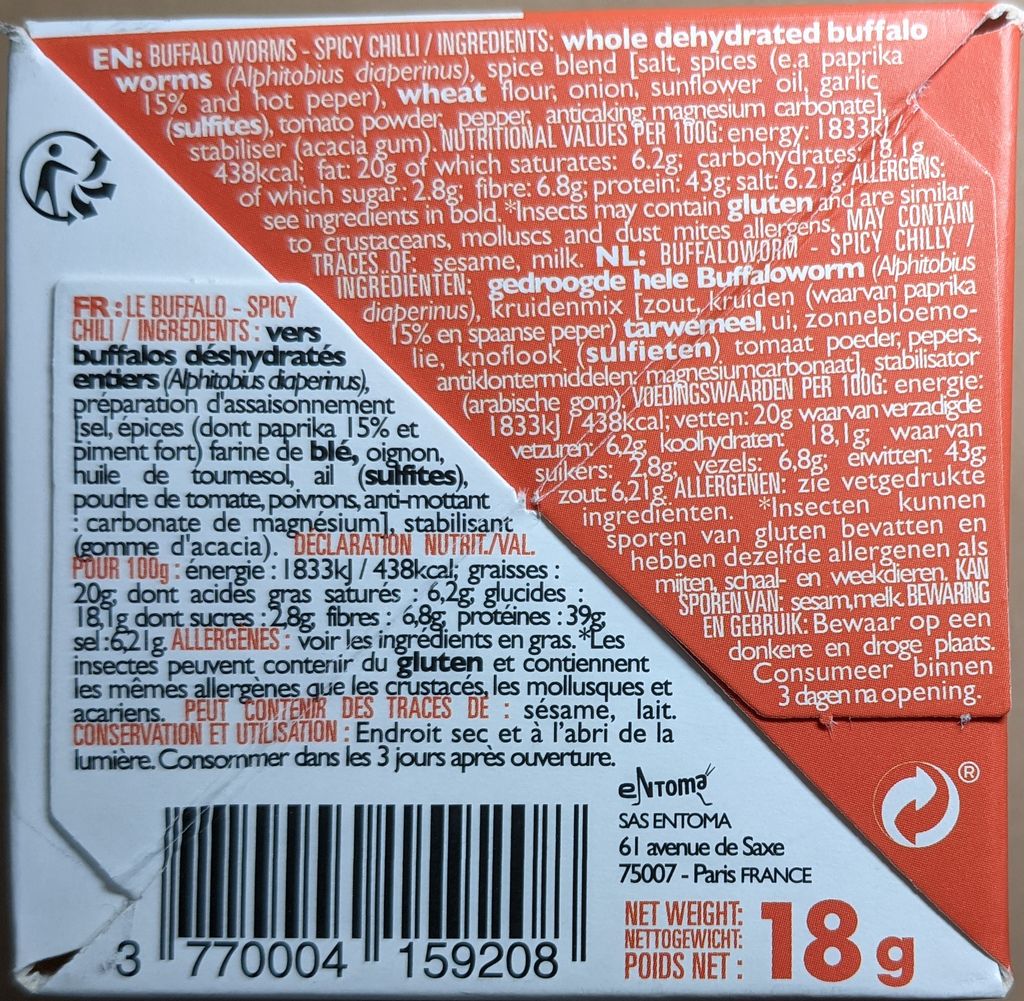 EN: BUFFALO WORMS - SPICY CHILLI / INGREDIENTS: whole dehydrated buffalo
worms (Alphitobius diaperinus), spice blend [salt, spices (e.a paprika
15% and hot peper), wheat flour, onion, sunflower oil, garlic
(sulfites), tomato powder, pepper, anticaking magnesium carbonate],
stabiliser (acacia gum). NUTRITIONAL VALUES PER 100G: energy: 1833kJ
438kcal; fat: 20g of which saturates: 6.2g; carbohydrates: 18,1g
of which sugar: 2.8g; fibre: 6.8g; protein: 43g; salt: 6.21g. ALLERGENS:
see ingredients in bold. *Insects may contain gluten and are similar
to crustaceans, molluscs and dust mites allergens. MAY CONTAIN
TRACES OF: sesame, milk. NL: BUFFALOWORM - SPICY CHILLY /
INGREDIENTEN: gedroogde hele Buffaloworm (Alphitobius
diaperinus), kruidenmix [zout, kruiden (waarvan paprika
15% en spaanse peper) tarwemeel, ui, zonnebloemo-
lie, knoflook (sulfieten) tomaat poeder, pepers,
antiklontermiddelen: magnesiumcarbonaat], stabilisator
(arabische gom). VOEDINGSWAARDEN PER 100G: energie:
1833kJ / 438kcal; vetten: 20g waarvan verzadigde
vetzuren: 6,2g; koolhydraten: 18,1g; waarvan
suikers: 2,8g; vezels: 6,8g; eiwitten: 43g;
zout 6,21g. ALLERGENEN: zie vetgedrukte
ingrediënten. *Insecten kunnen
sporen van gluten bevatten en
hebben dezelfde allergenen als
mijten, schaal- en weekdieren. KAN
SPOREN VAN: sesam,melk. BEWARING
EN GEBRUIK: Bewaar op een
donkere en droge plaats.
Consumeer binnen
3 dagen na opening.
FR : LE BUFFALO - SPICY
CHILI / INGRÉDIENTS : vers
buffalos déshydratés
entiers (Alphitobius diaperinus),
préparation d'assaisonnement
[sel, épices (dont paprika 15% et
piment fort) farine de blé, oignon,
huile de tournesol, ail (sulfites),
poudre de tomate, poivrons, anti-mottant
: carbonate de magnésium], stabilisant
(gomme d'acacia). DÉCLARATION NUTRIT./VAL.
POUR 100g : énergie : 1833kJ / 438kcal; graisses :
20g, dont acides gras saturés : 6,2g; glucides :
18,1g dont sucres : 2,8g, fibres : 6,8g, protéines : 39g,
sel : 6,21g. ALLERGÈNES : voir les ingrédients en gras. *Les
insectes peuvent contenir du gluten et contiennent
les mêmes allergènes que les crustacés, les mollusques et
acariens. PEUT CONTENIR DES TRACES DE : sésame, lait.
CONSERVATION ET UTILISATION : Endroit sec et à l'abri de la
lumière. Consommer dans les 3 jours après ouverture.
eNToma
SAS ENTOMA
61 avenue de Saxe
75007 - Paris FRANCE
®
NET WEIGHT:
NETTOGEWICHT:
POIDS NET :
18 g
3 770004 159208